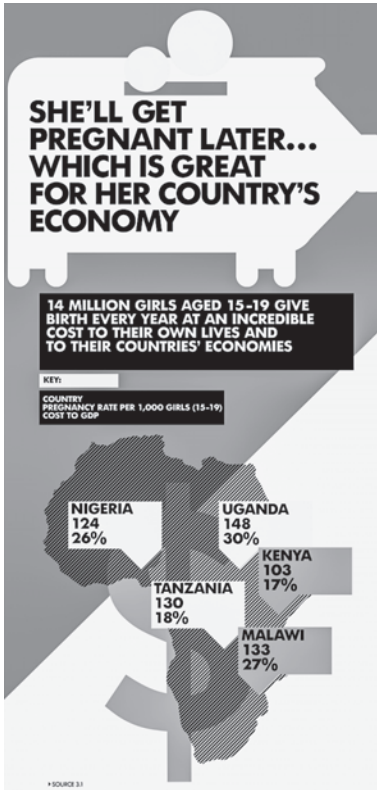 SHE'LL GET
PREGNANT LATER...
WHICH IS GREAT
FOR HER COUNTRY'S
ECONOMY
14 MILLION GIRLS AGED 15-19 GIVE
BIRTH EVERY YEAR AT AN INCREDIBLE
COST TO THEIR OWN LIVES AND
TO THEIR COUNTRIES' ECONOMIES
KEY:
COUNTRY
PREGNANCY RATE PER 1,000 GIRLS (15-19)
COST TO GDP
NIGERIA
124
26%
UGANDA
148
30%
KENYA
103
17%
TANZANIA
130
18%
MALAWI
133
27%
SOURCE 3.1